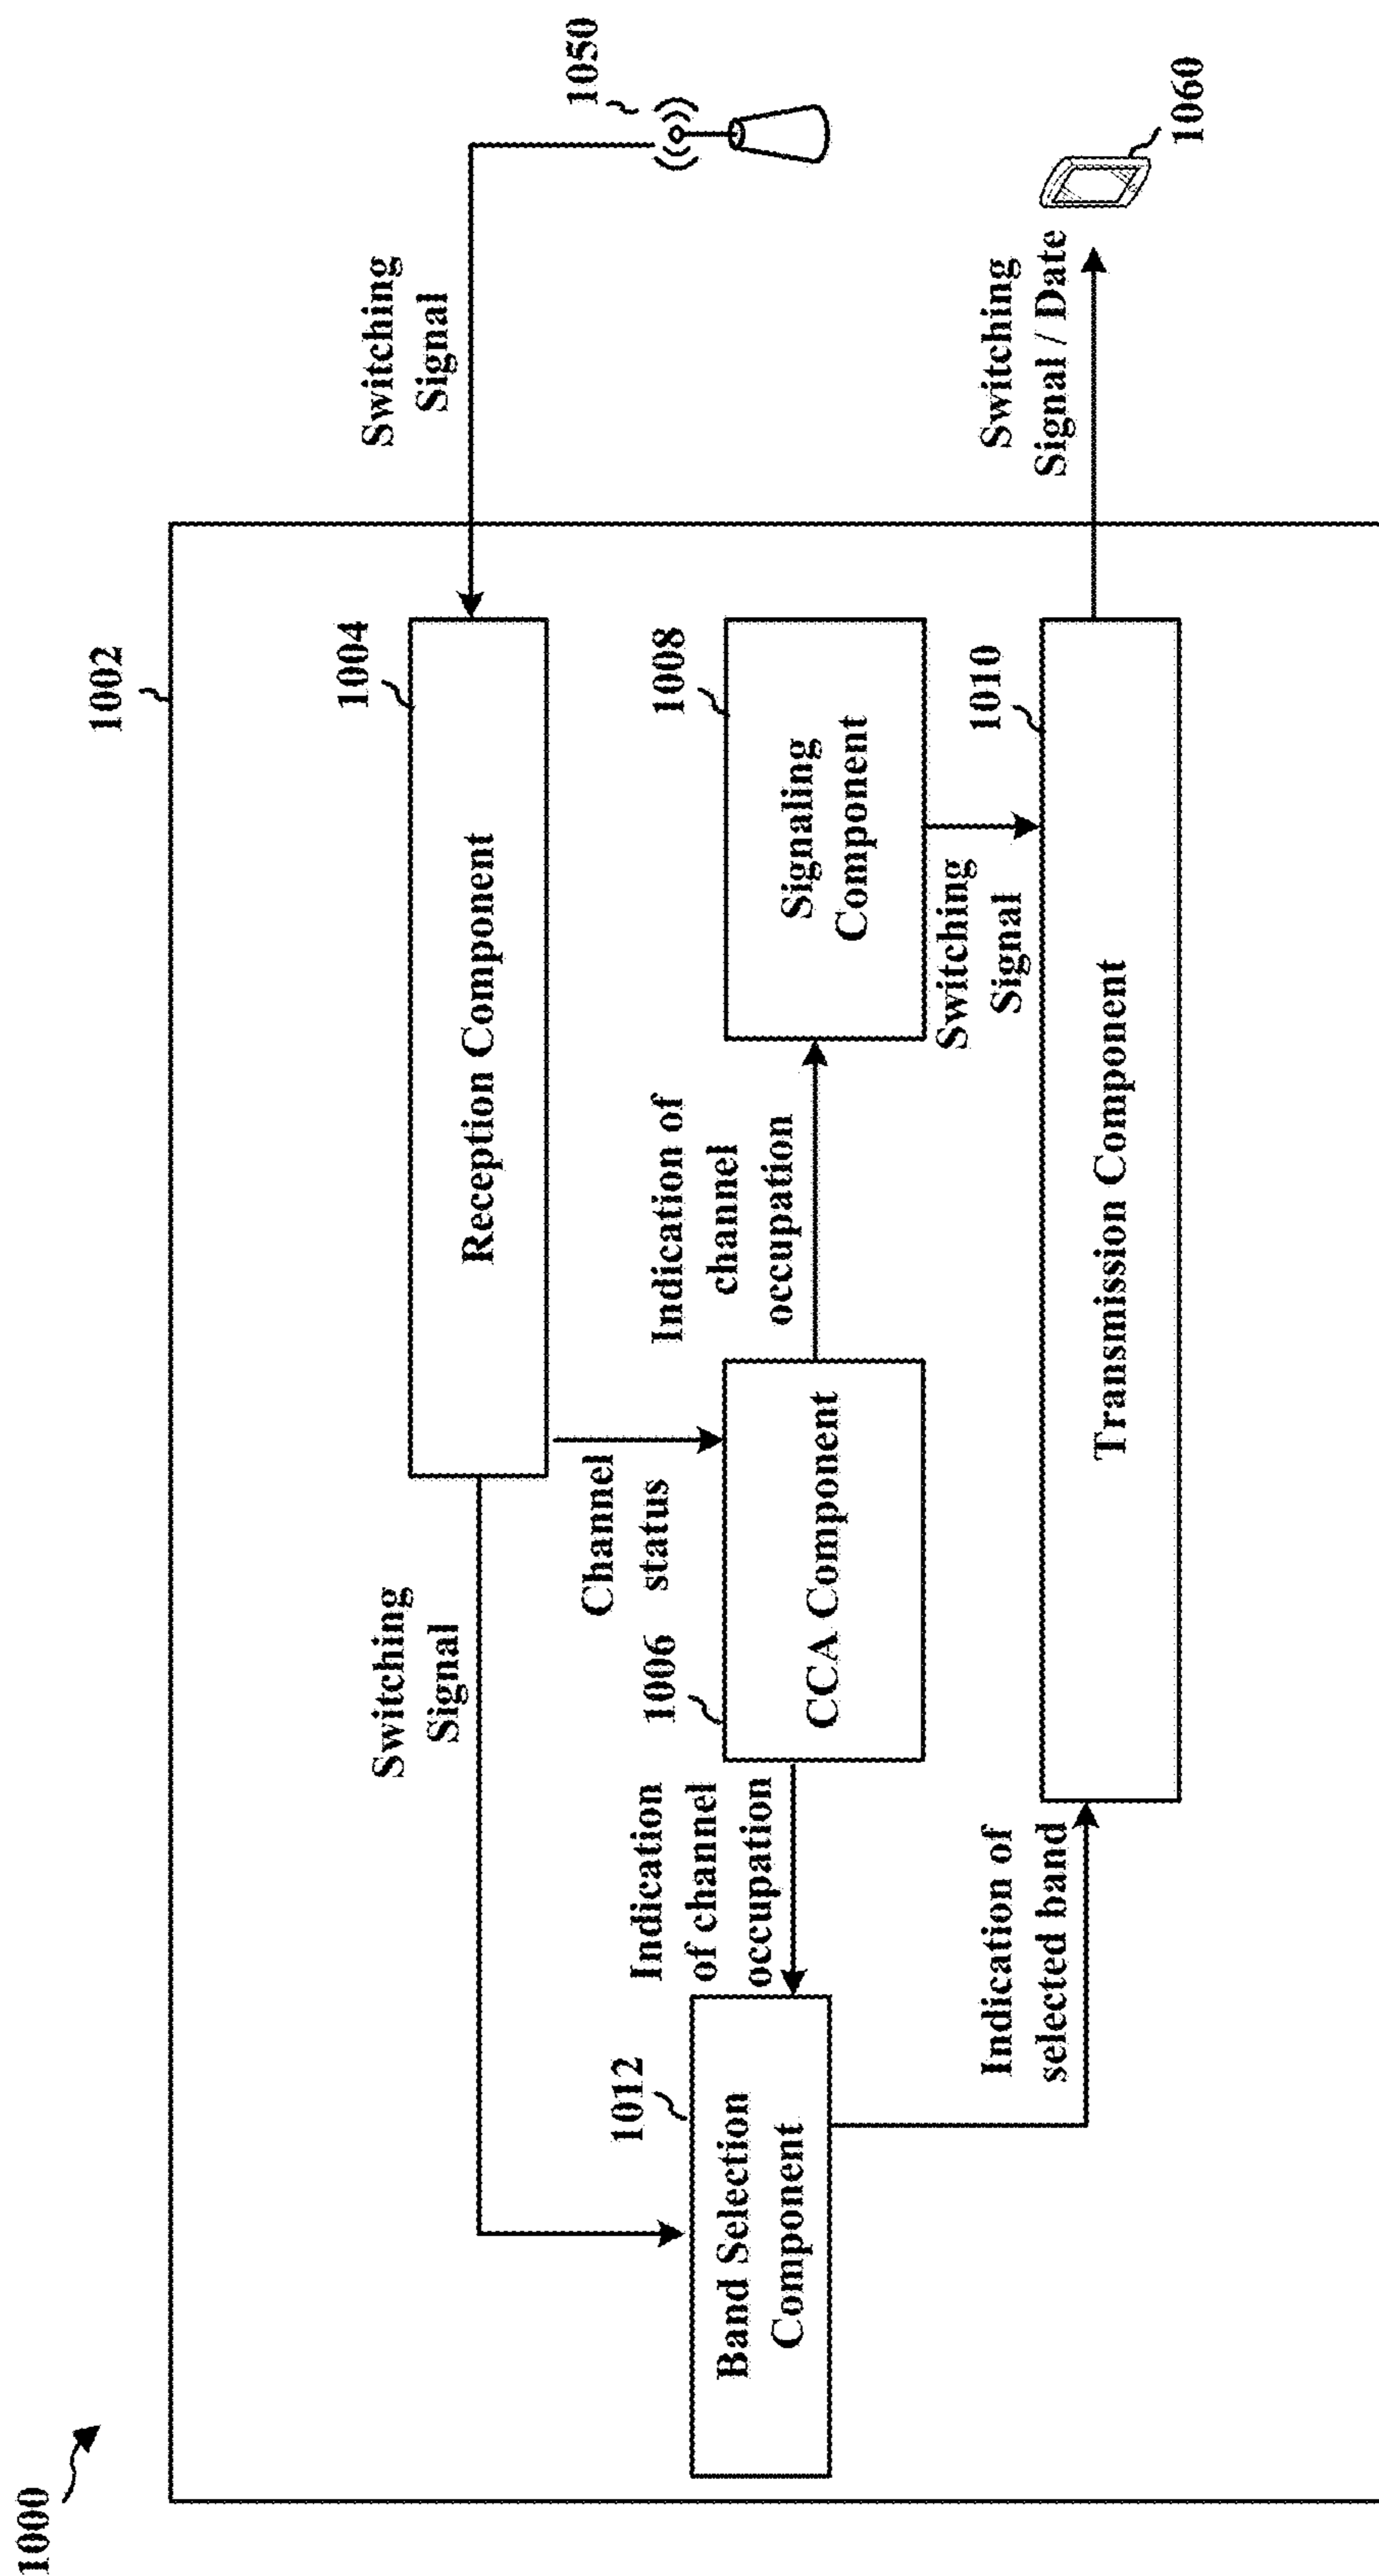 1000
1002
1050
Switching
Signal
1004
Reception Component
Switching
Signal
Channel
status
1006
CCA Component
Indication of
channel
occupation
1008
Signaling
Component
Indication
of channel
occupation
1012
Band Selection
Component
Switching
Signal
1010
Transmission Component
Indication of
selected band
Switching
Signal / Date
1060